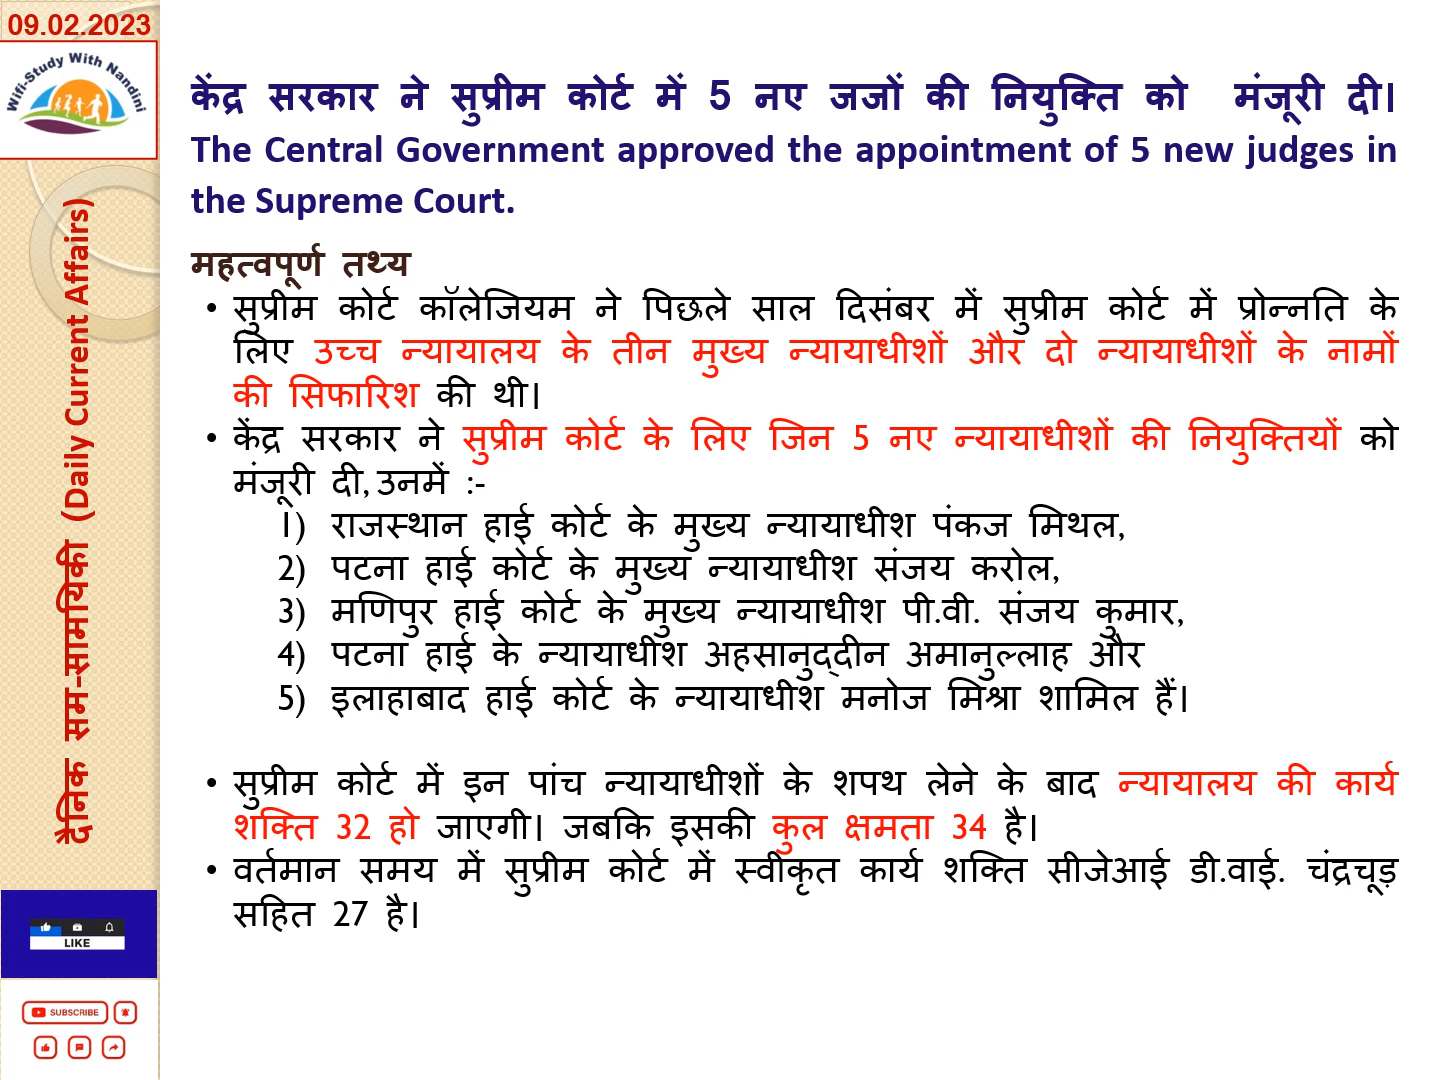 09.02.2023
Wifi-Study With Nandini
दैनिक सम-सामयिकी (Daily Current Affairs)
केंद्र सरकार ने सुप्रीम कोर्ट में 5 नए जजों की नियुक्ति को मंजूरी दी।
The Central Government approved the appointment of 5 new judges in
the Supreme Court.
महत्वपूर्ण तथ्य
• सुप्रीम कोर्ट कॉलेजियम ने पिछले साल दिसंबर में सुप्रीम कोर्ट में प्रोन्नति के
लिए उच्च न्यायालय के तीन मुख्य न्यायाधीशों और दो न्यायाधीशों के नामों
की सिफारिश की थी।
• केंद्र सरकार ने सुप्रीम कोर्ट के लिए जिन 5 नए न्यायाधीशों की नियुक्तियों को
मंजूरी दी, उनमें :-
1) राजस्थान हाई कोर्ट के मुख्य न्यायाधीश पंकज मिथल,
2) पटना हाई कोर्ट के मुख्य न्यायाधीश संजय करोल,
3) मणिपुर हाई कोर्ट के मुख्य न्यायाधीश पी.वी. संजय कुमार,
4) पटना हाई के न्यायाधीश अहसानुद्दीन अमानुल्लाह और
5) इलाहाबाद हाई कोर्ट के न्यायाधीश मनोज मिश्रा शामिल हैं।
• सुप्रीम कोर्ट में इन पांच न्यायाधीशों के शपथ लेने के बाद न्यायालय की कार्य
शक्ति 32 हो जाएगी। जबकि इसकी कुल क्षमता 34 है।
• वर्तमान समय में सुप्रीम कोर्ट में स्वीकृत कार्य शक्ति सीजेआई डी.वाई. चंद्रचूड़
सहित 27 है।
LIKE
SUBSCRIBE